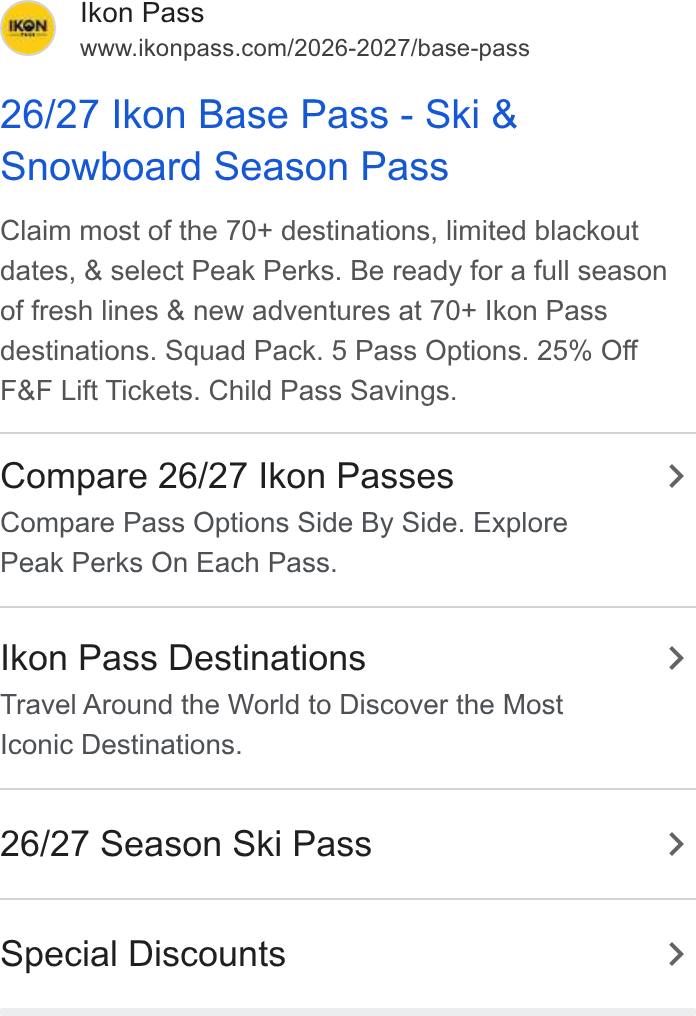 IKON
PASS
Ikon Pass
www.ikonpass.com/2026-2027/base-pass
26/27 Ikon Base Pass - Ski &
Snowboard Season Pass
Claim most of the 70+ destinations, limited blackout
dates, & select Peak Perks. Be ready for a full season
of fresh lines & new adventures at 70+ Ikon Pass
destinations. Squad Pack. 5 Pass Options. 25% Off
F&F Lift Tickets. Child Pass Savings.
Compare 26/27 Ikon Passes
Compare Pass Options Side By Side. Explore
Peak Perks On Each Pass.
Ikon Pass Destinations
Travel Around the World to Discover the Most
Iconic Destinations.
26/27 Season Ski Pass
Special Discounts